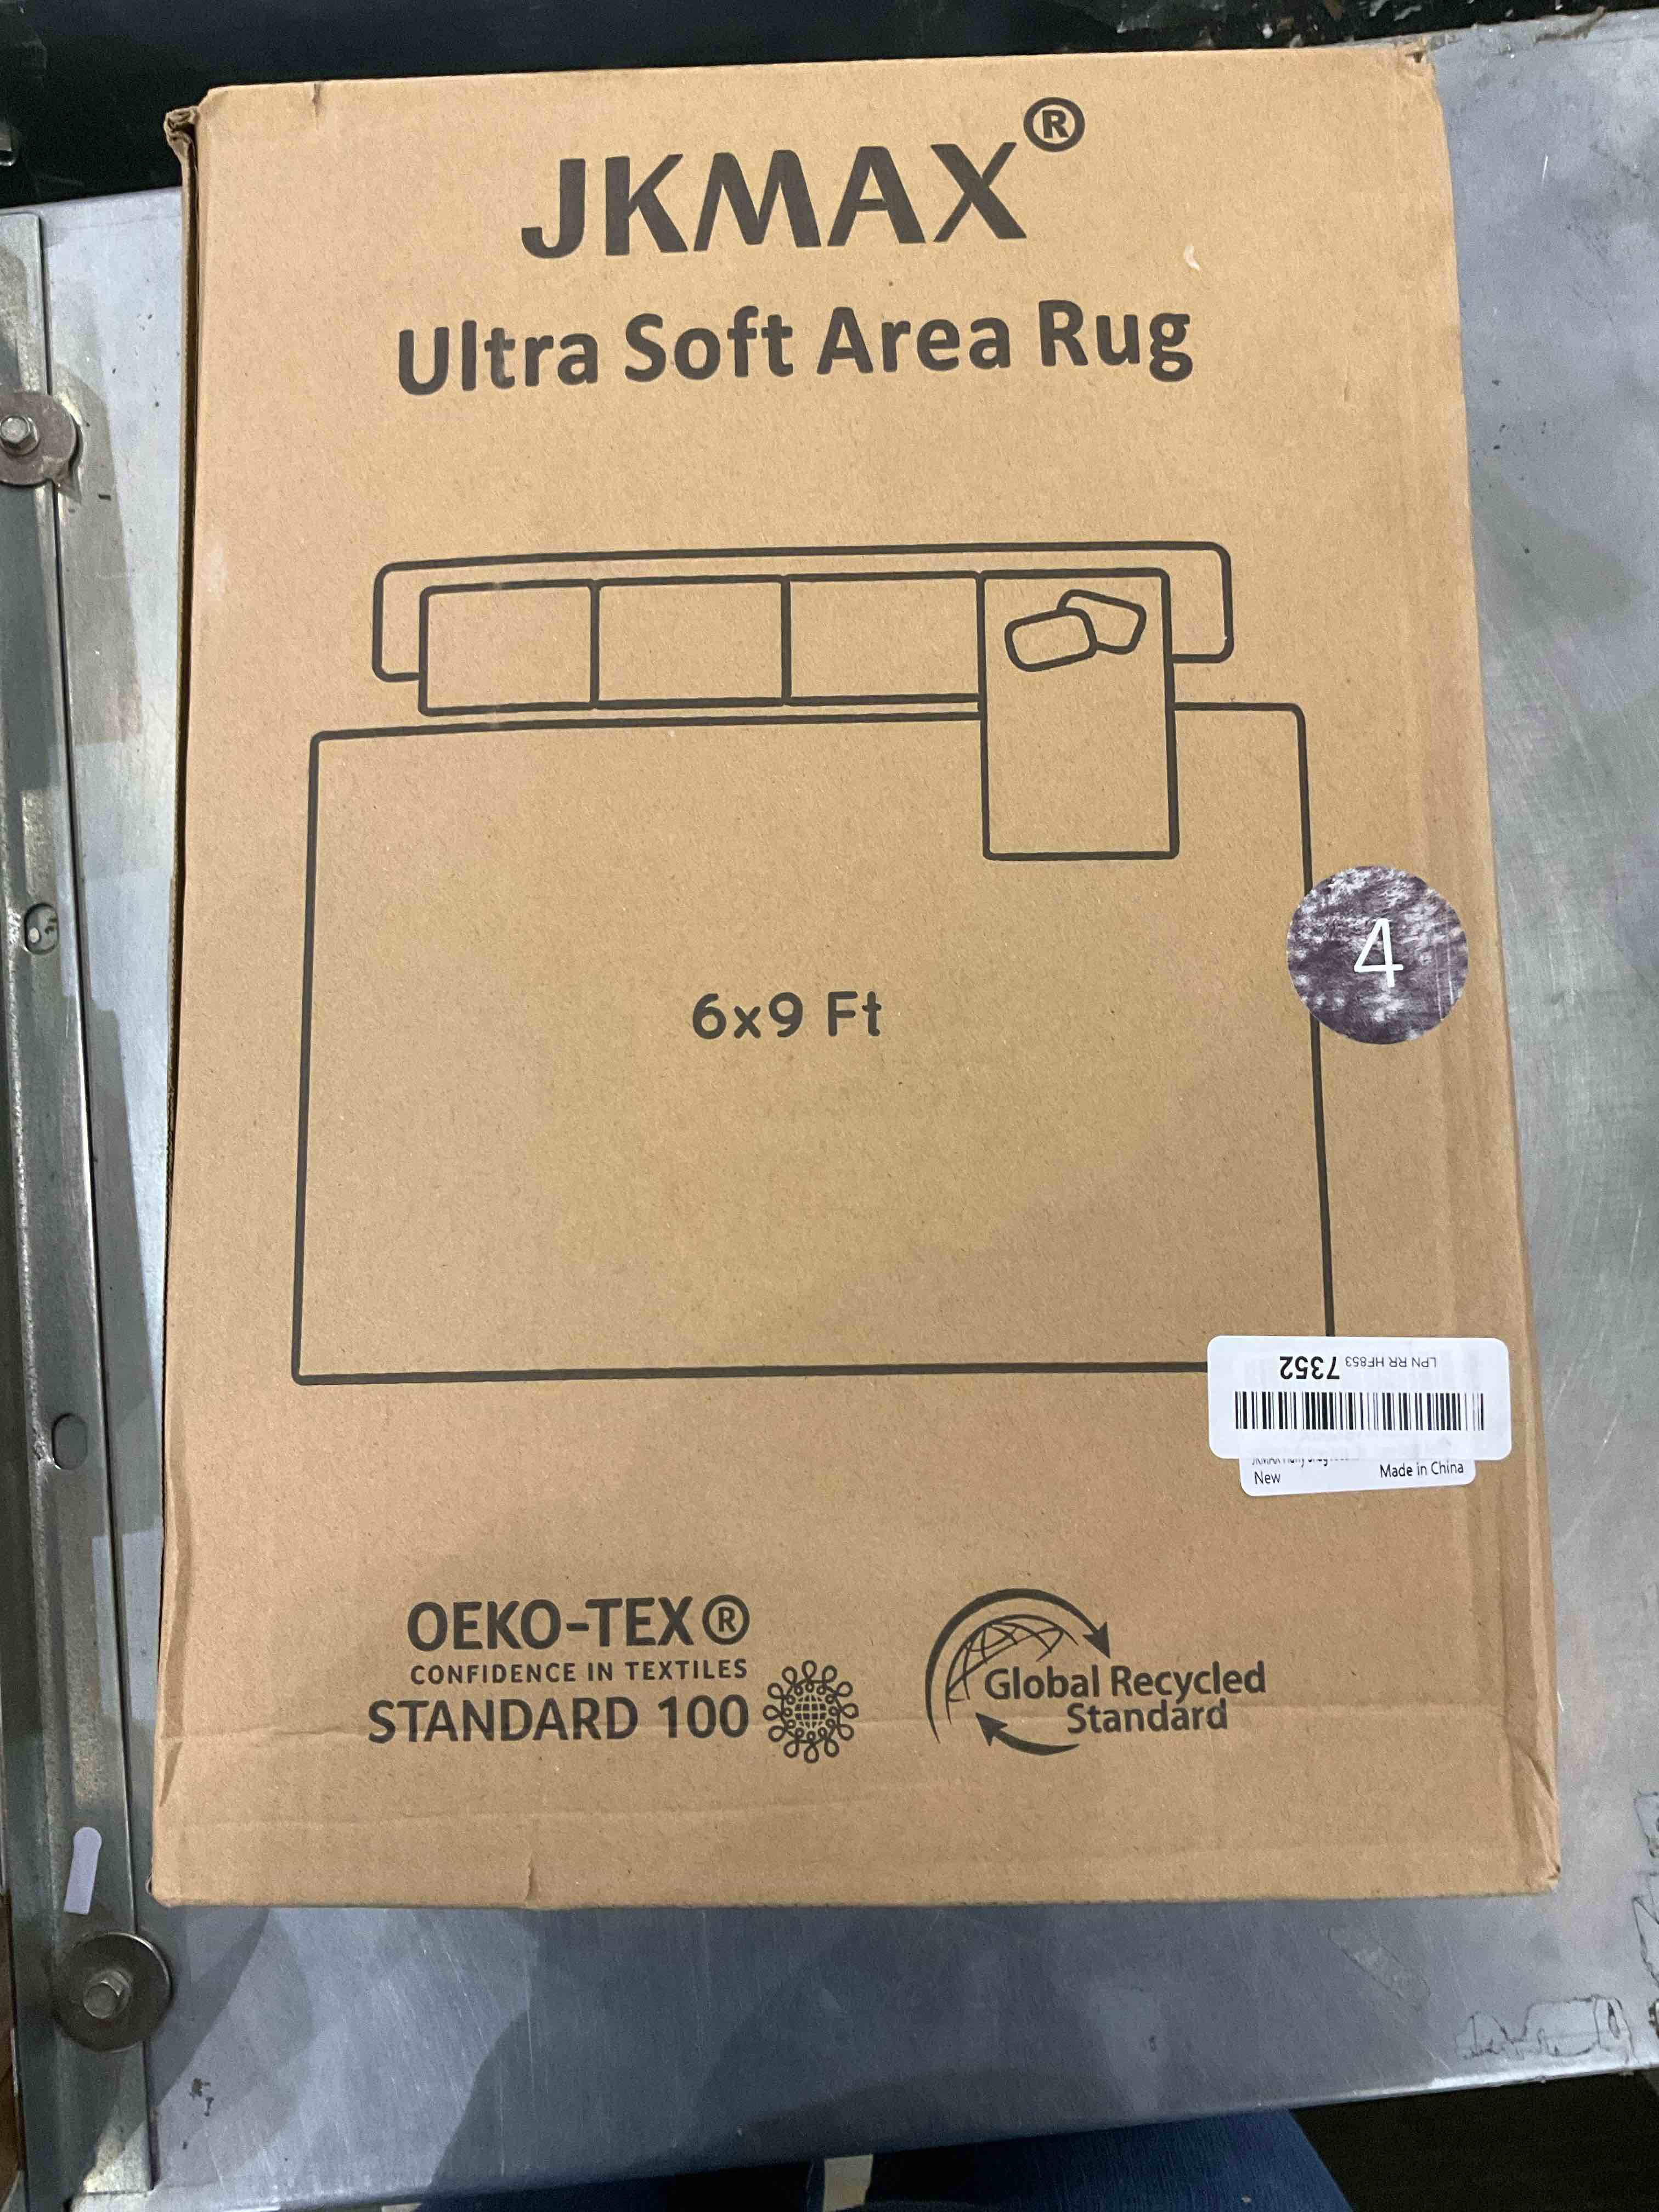 JKMAX®
Ultra Soft Area Rug
4
6x9 Ft
LPN RR HF853 7352
New Made in China
OEKO-TEX®
CONFIDENCE IN TEXTILES
STANDARD 100
Global Recycled
Standard